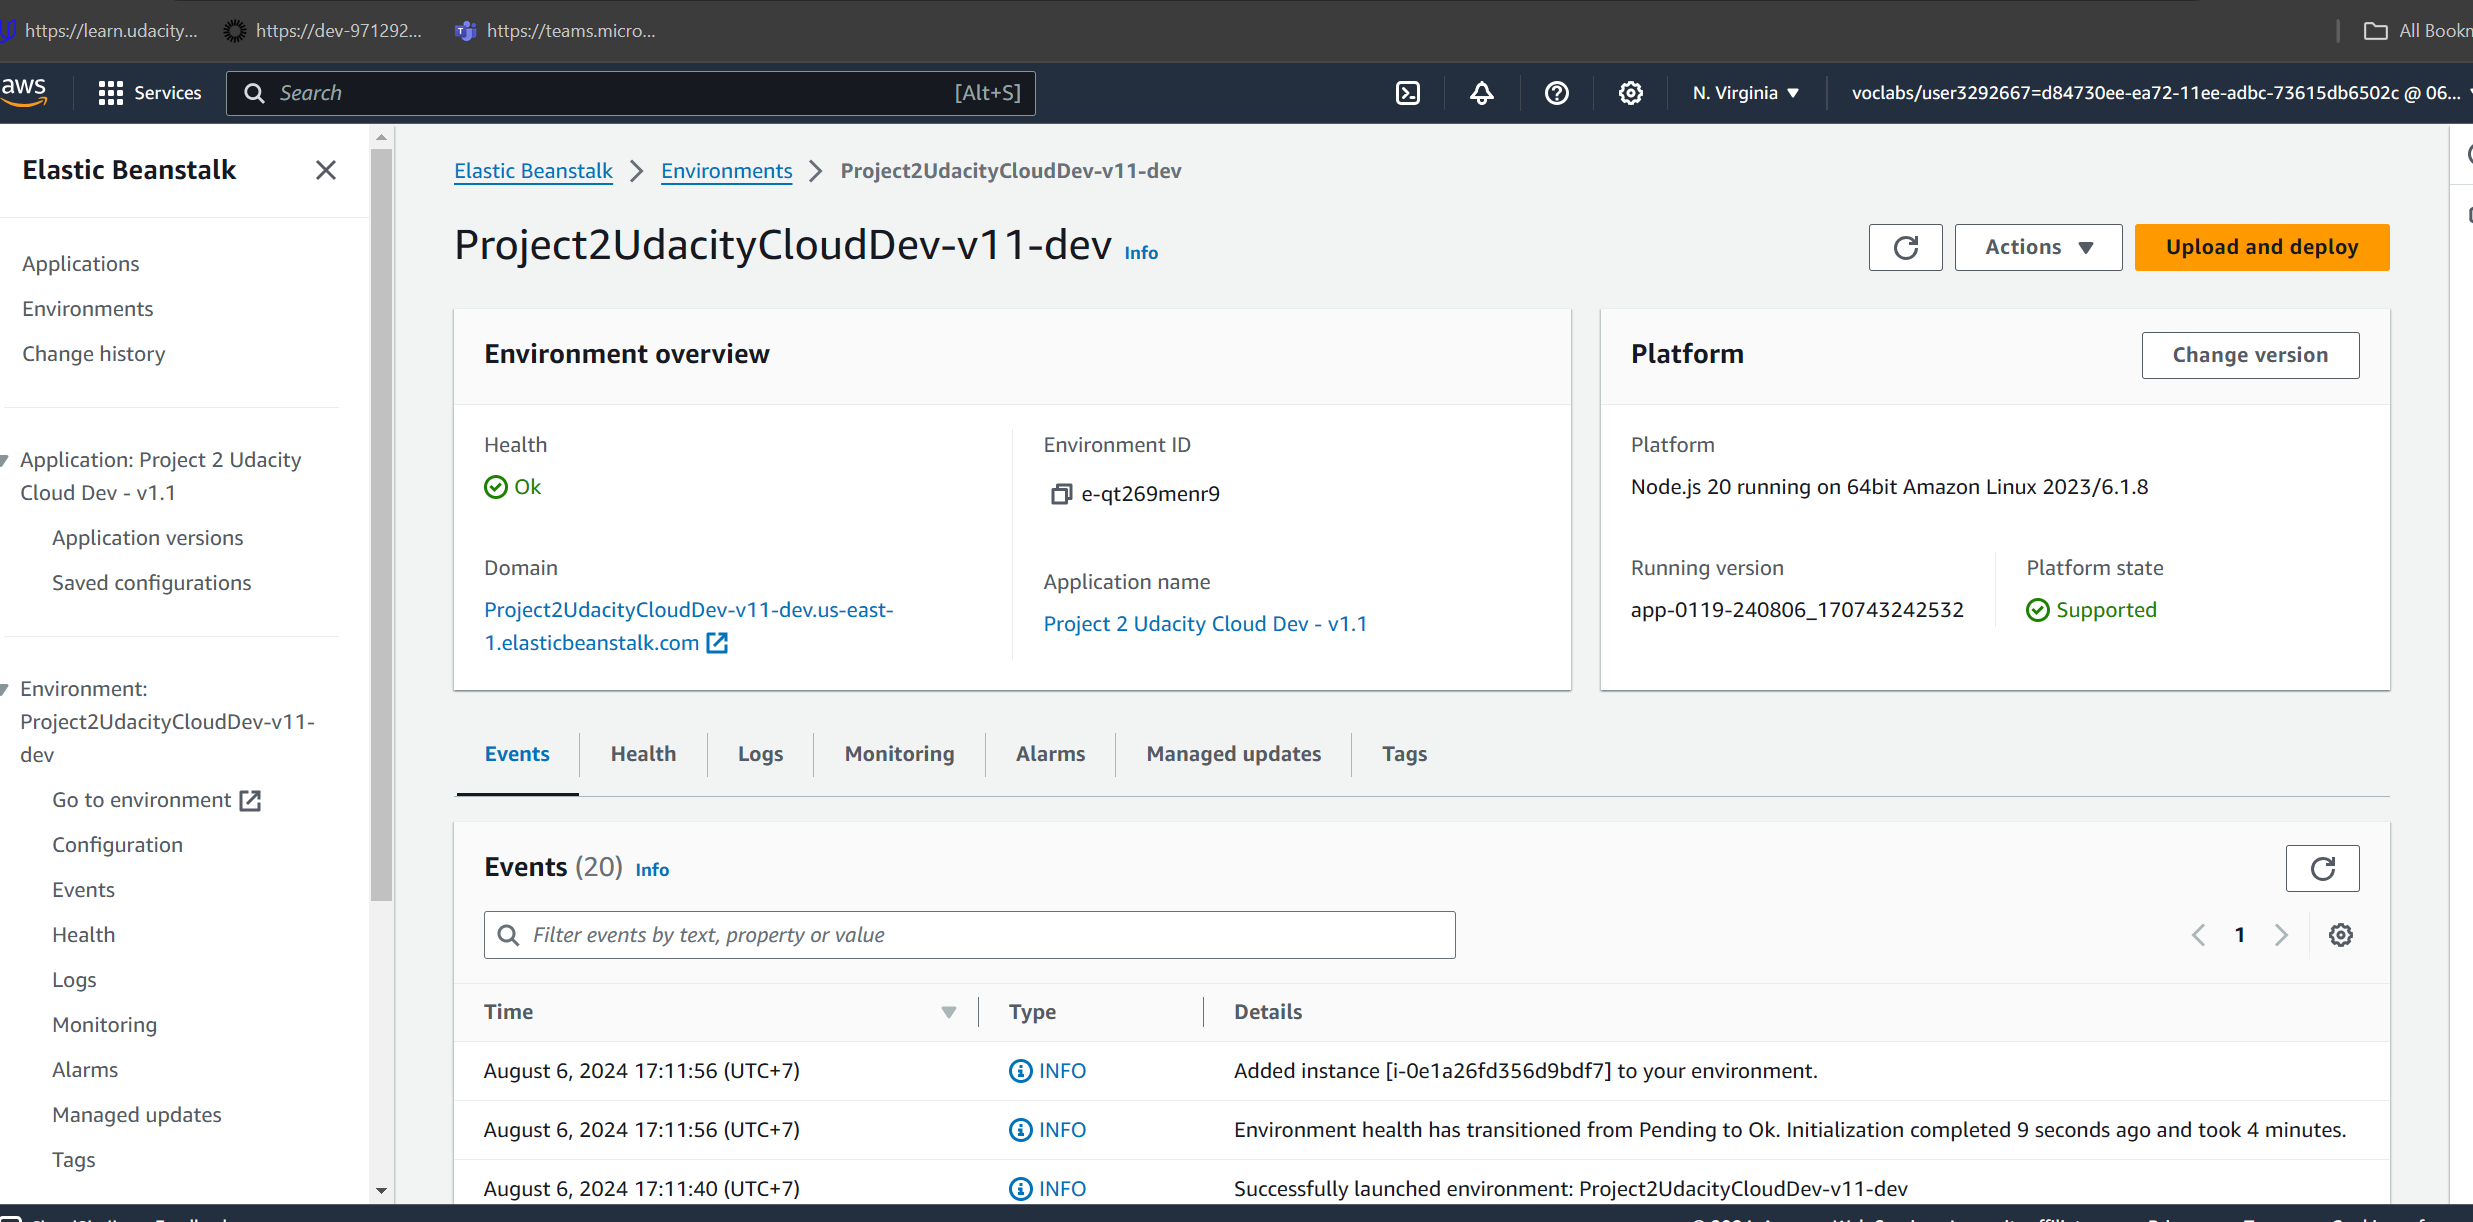 https://learn.udacity... https://dev-971292... https://teams.micro... All Bookm
aws Services Search [Alt+S] N. Virginia voclabs/user3292667=d84730ee-ea72-11ee-adbc-73615db6502c @ 06...
Elastic Beanstalk
Applications
Environments
Change history
Application: Project 2 Udacity
Cloud Dev - v1.1
Application versions
Saved configurations
Environment:
Project2UdacityCloudDev-v11-
dev
Go to environment
Configuration
Events
Health
Logs
Monitoring
Alarms
Managed updates
Tags
Elastic Beanstalk Environments Project2UdacityCloudDev-v11-dev
Project2UdacityCloudDev-v11-dev Info
Actions
Upload and deploy
Environment overview
Health
Ok
Domain
Project2UdacityCloudDev-v11-dev.us-east-
1.elasticbeanstalk.com
Environment ID
e-qt269menr9
Application name
Project 2 Udacity Cloud Dev - v1.1
Platform
Change version
Platform
Node.js 20 running on 64bit Amazon Linux 2023/6.1.8
Running version
app-0119-240806_170743242532
Platform state
Supported
Events Health Logs Monitoring Alarms Managed updates Tags
Events (20) Info
Filter events by text, property or value
1
Time Type Details
August 6, 2024 17:11:56 (UTC+7) INFO Added instance [i-0e1a26fd356d9bdf7] to your environment.
August 6, 2024 17:11:56 (UTC+7) INFO Environment health has transitioned from Pending to Ok. Initialization completed 9 seconds ago and took 4 minutes.
August 6, 2024 17:11:40 (UTC+7) INFO Successfully launched environment: Project2UdacityCloudDev-v11-dev